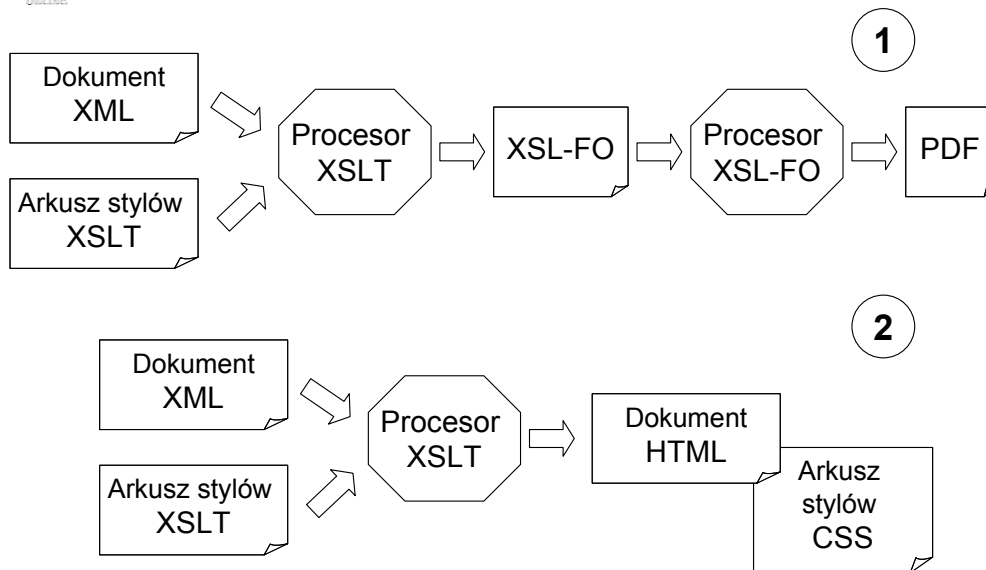 1
Dokument
XML
Arkusz stylów
XSLT
Procesor
XSLT
XSL-FO
Procesor
XSL-FO
PDF
2
Dokument
XML
Arkusz stylów
XSLT
Procesor
XSLT
Dokument
HTML
Arkusz
stylów
CSS